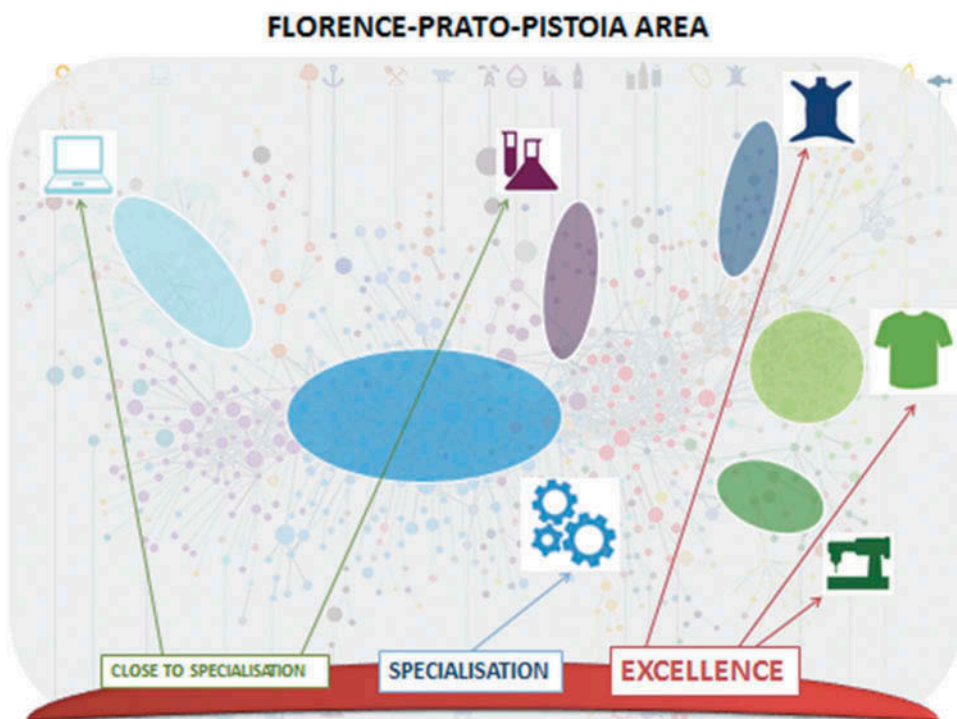 FLORENCE-PRATO-PISTOIA AREA
CLOSE TO SPECIALISATION
SPECIALISATION
EXCELLENCE